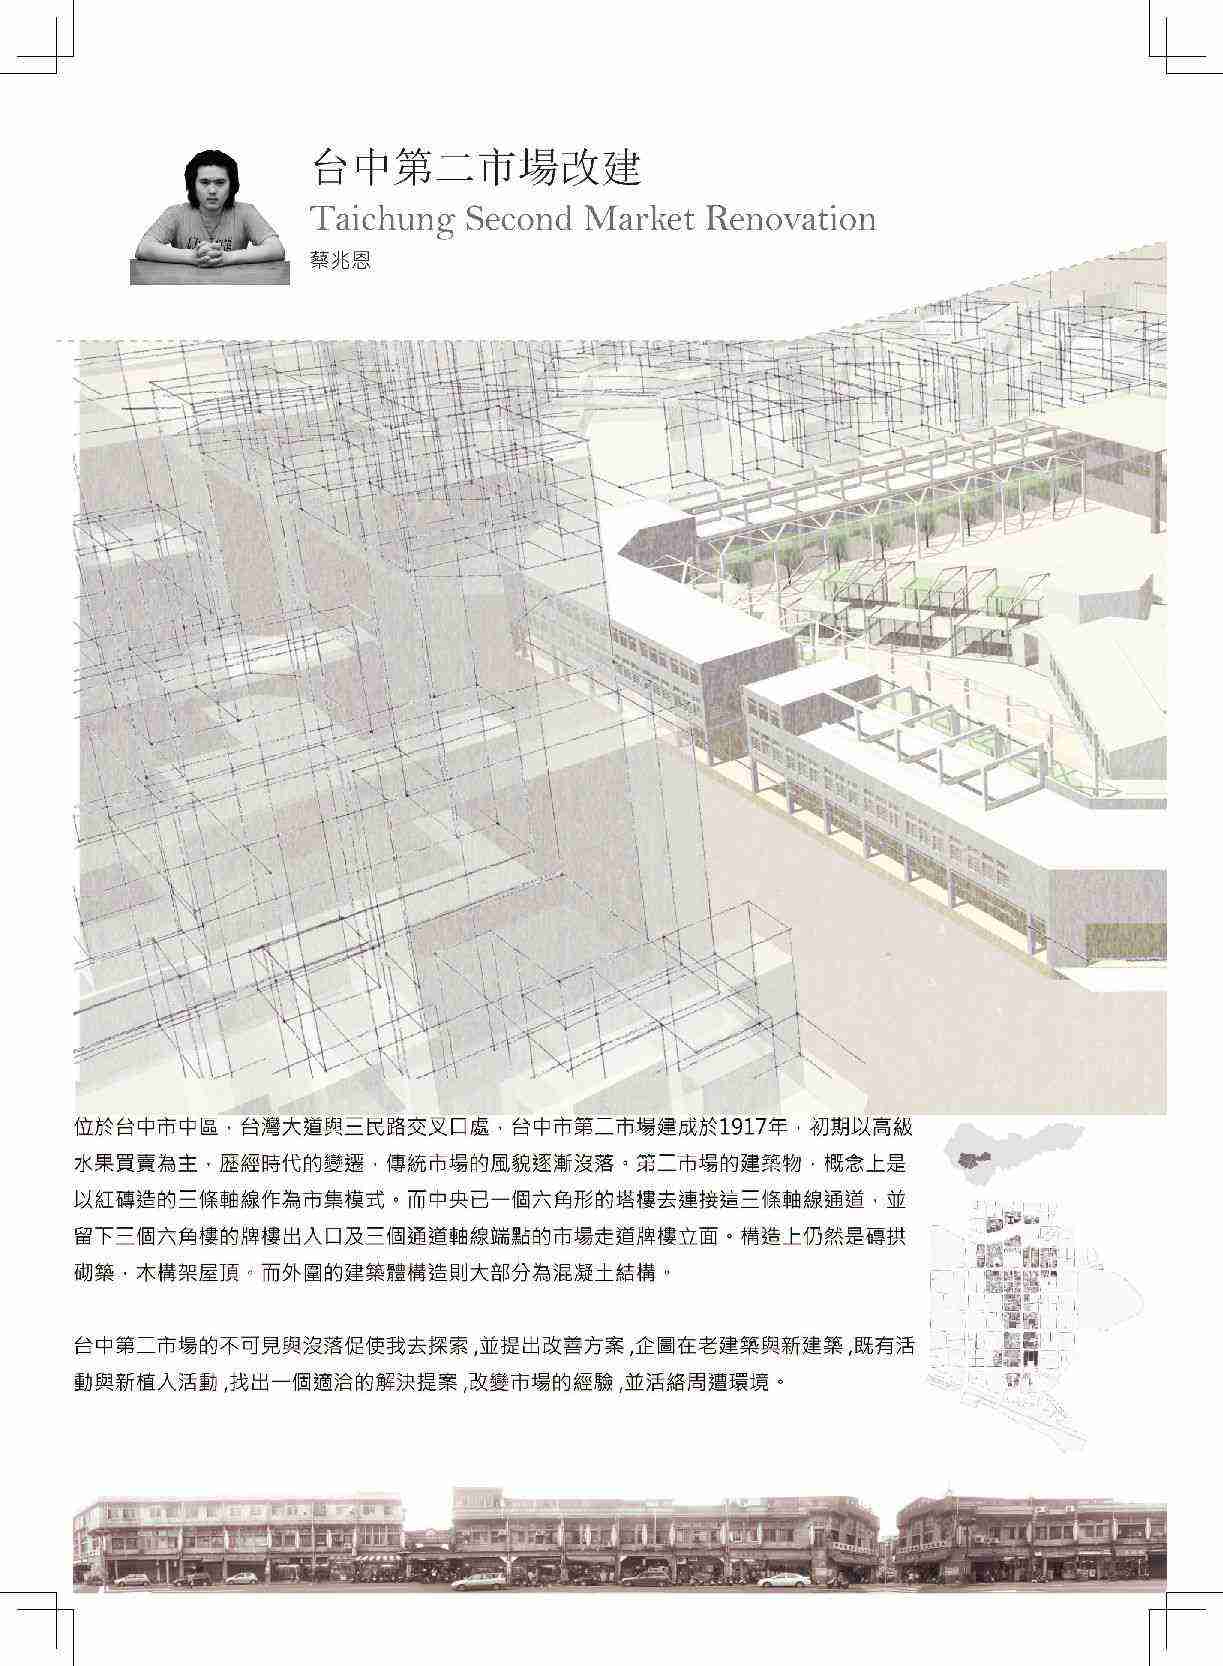 台中第二市場改建
Taichung Second Market Renovation
蔡兆恩
位於台中市中區，台灣大道與三民路交叉口處，台中市第二市場建成於1917年，初期以高級
水果買賣為主，歷經時代的變遷，傳統市場的風貌逐漸沒落。第二市場的建築物，概念上是
以紅磚造的三條軸線作為市集模式。而中央已一個六角形的塔樓去連接這三條軸線通道，並
留下三個六角樓的牌樓出入口及三個通道軸線端點的市場走道牌樓立面。構造上仍然是磚拱
砌築，木構架屋頂。而外圍的建築體構造則大部分為混凝土結構。
台中第二市場的不可見與沒落促使我去探索,並提出改善方案,企圖在老建築與新建築,既有活
動與新植入活動,找出一個適洽的解決提案,改變市場的經驗,並活絡周遭環境。